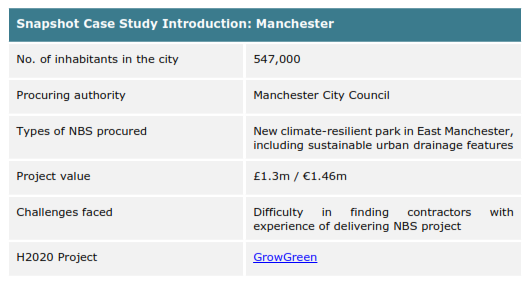 Snapshot Case Study Introduction: Manchester
No. of inhabitants in the city 547,000
Procuring authority Manchester City Council
Types of NBS procured New climate-resilient park in East Manchester,
including sustainable urban drainage features
Project value £1.3m / €1.46m
Challenges faced Difficulty in finding contractors with
experience of delivering NBS project
H2020 Project GrowGreen